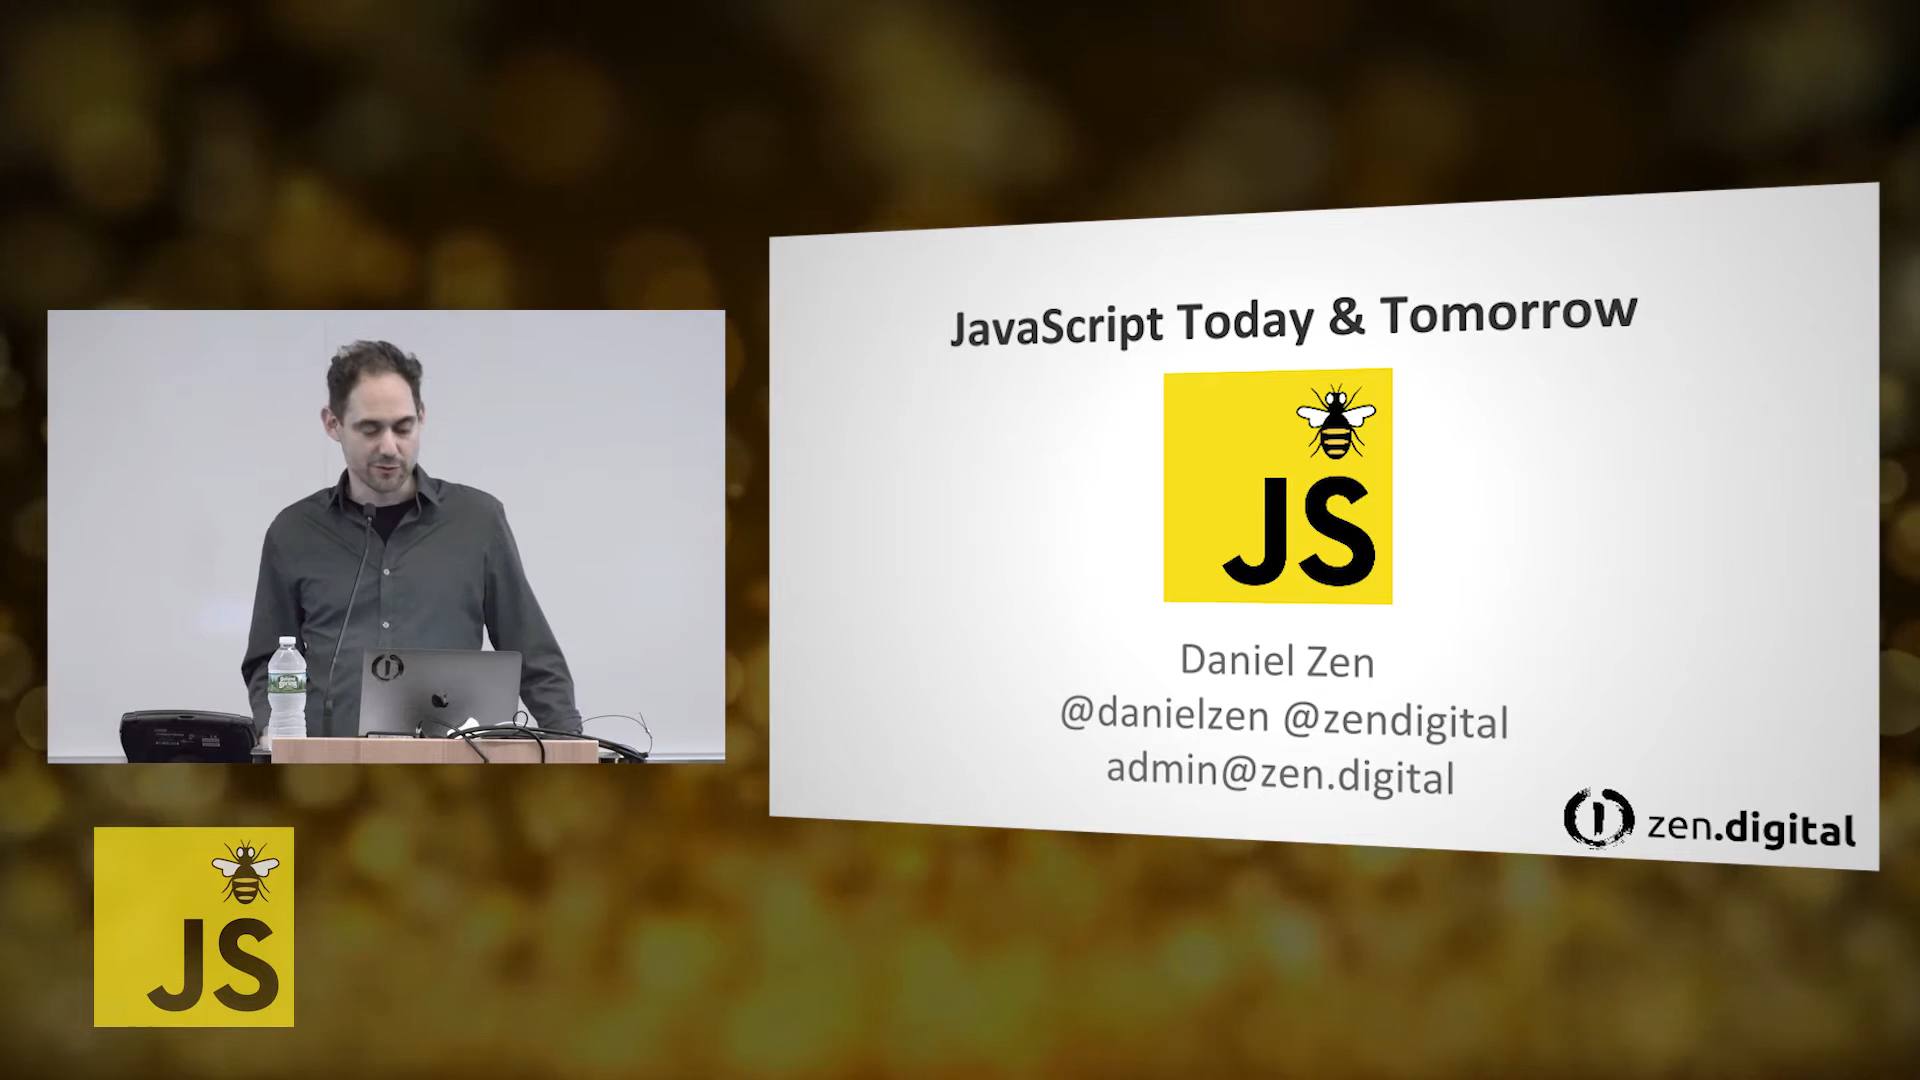 JavaScript Today & Tomorrow
JS
Daniel Zen
@danielzen @zendigital
admin@zen.digital
zen.digital
JS